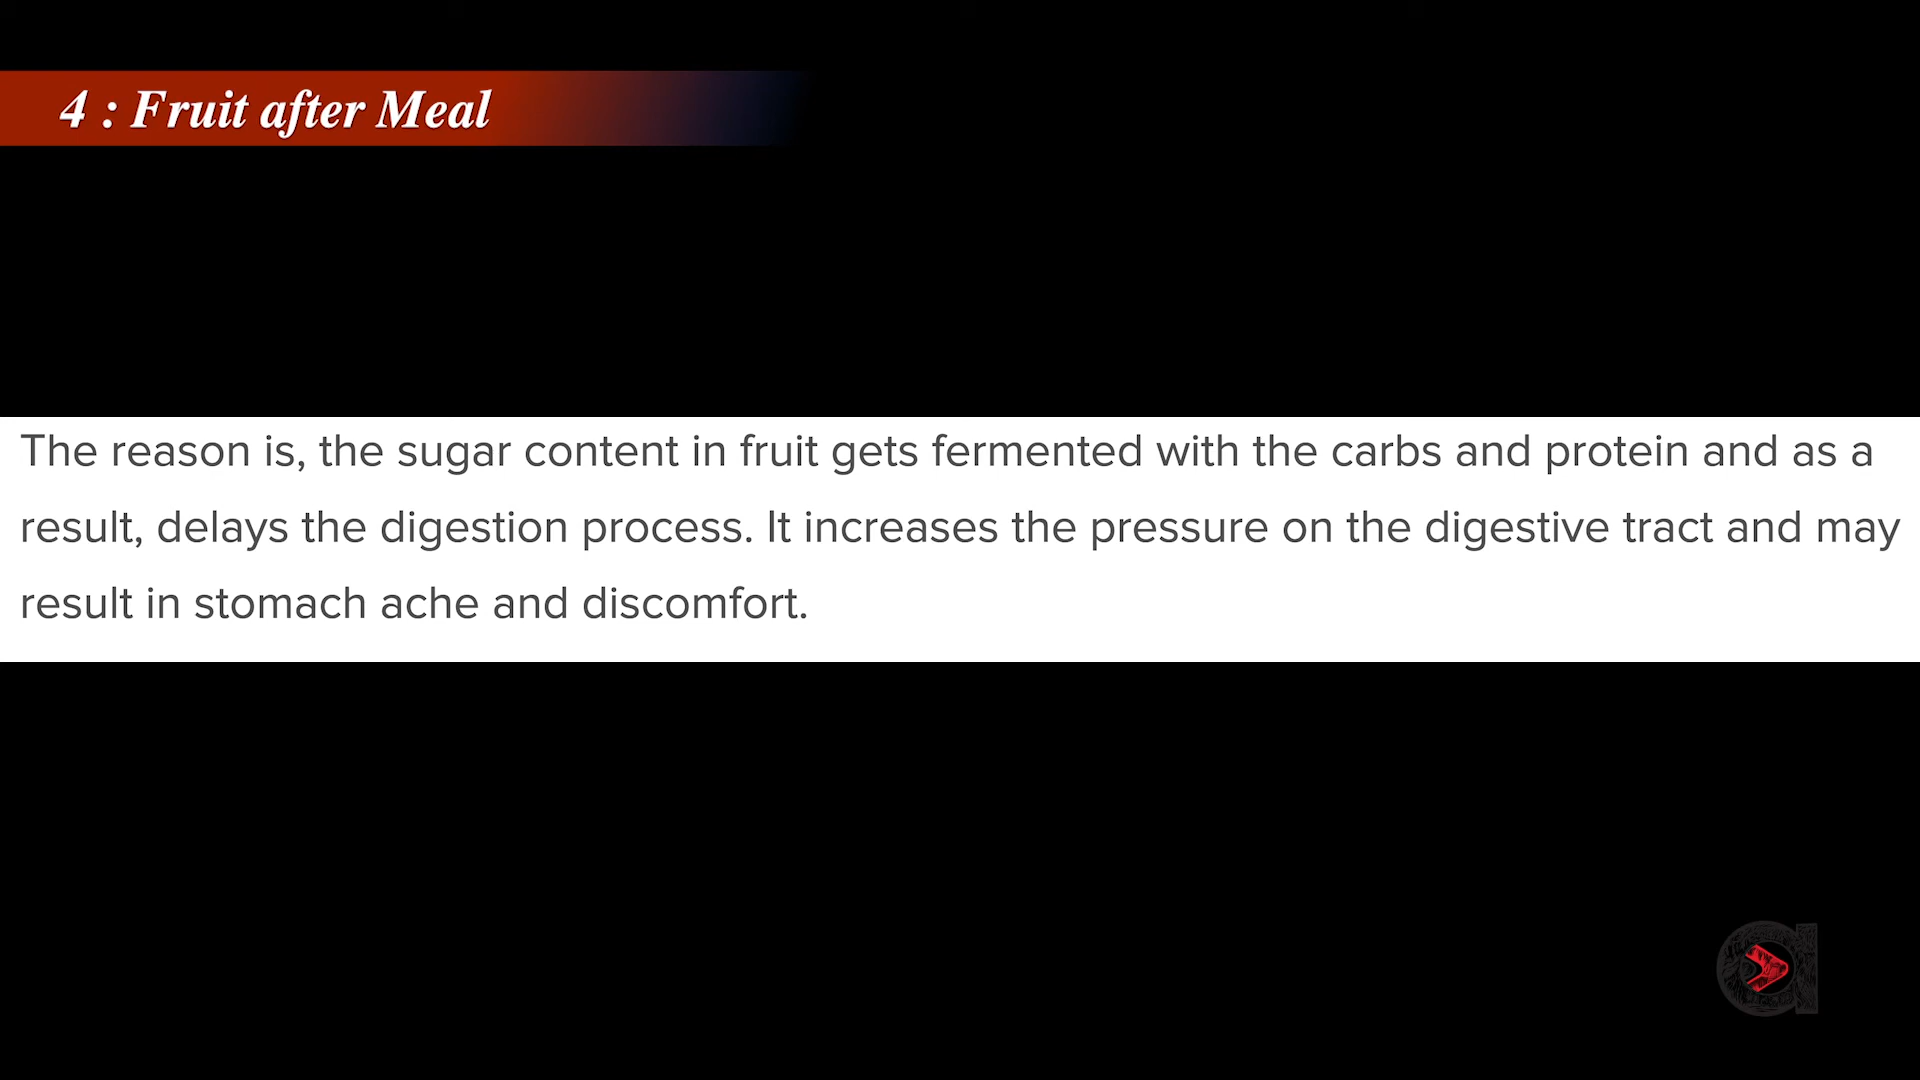 4 : Fruit after Meal
The reason is, the sugar content in fruit gets fermented with the carbs and protein and as a
result, delays the digestion process. It increases the pressure on the digestive tract and may
result in stomach ache and discomfort.